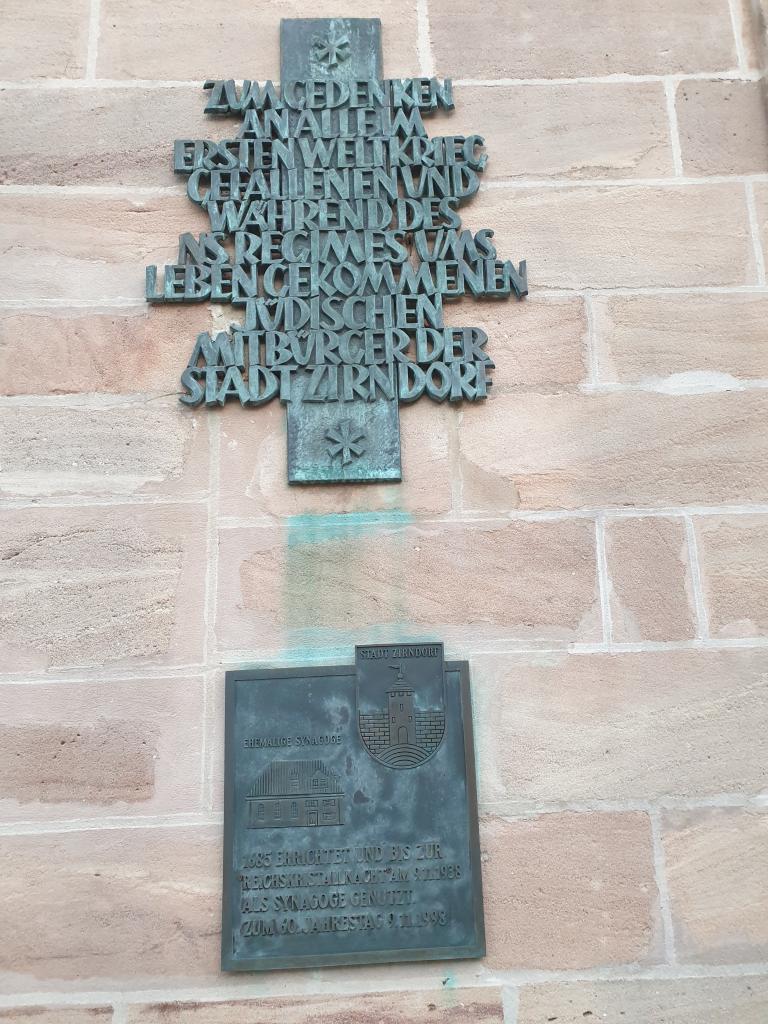 ZUM GEDENKEN
AN ALLE IM
ERSTEN WELTKRIEG
GEFALLENEN UND
WÄHREND DES
NS REGIMES UMS
LEBEN GEKOMMENEN
JÜDISCHEN
MITBÜRGER DER
STADT ZIRNDORF
STADT ZIRNDORF
EHEMALIGE SYNAGOGE
1685 ERRICHTET UND BIS ZUR
"REICHSKRISTALLNACHT" AM 9.11.1938
ALS SYNAGOGE GENUTZT.
ZUM 60. JAHRESTAG 9.11.1998